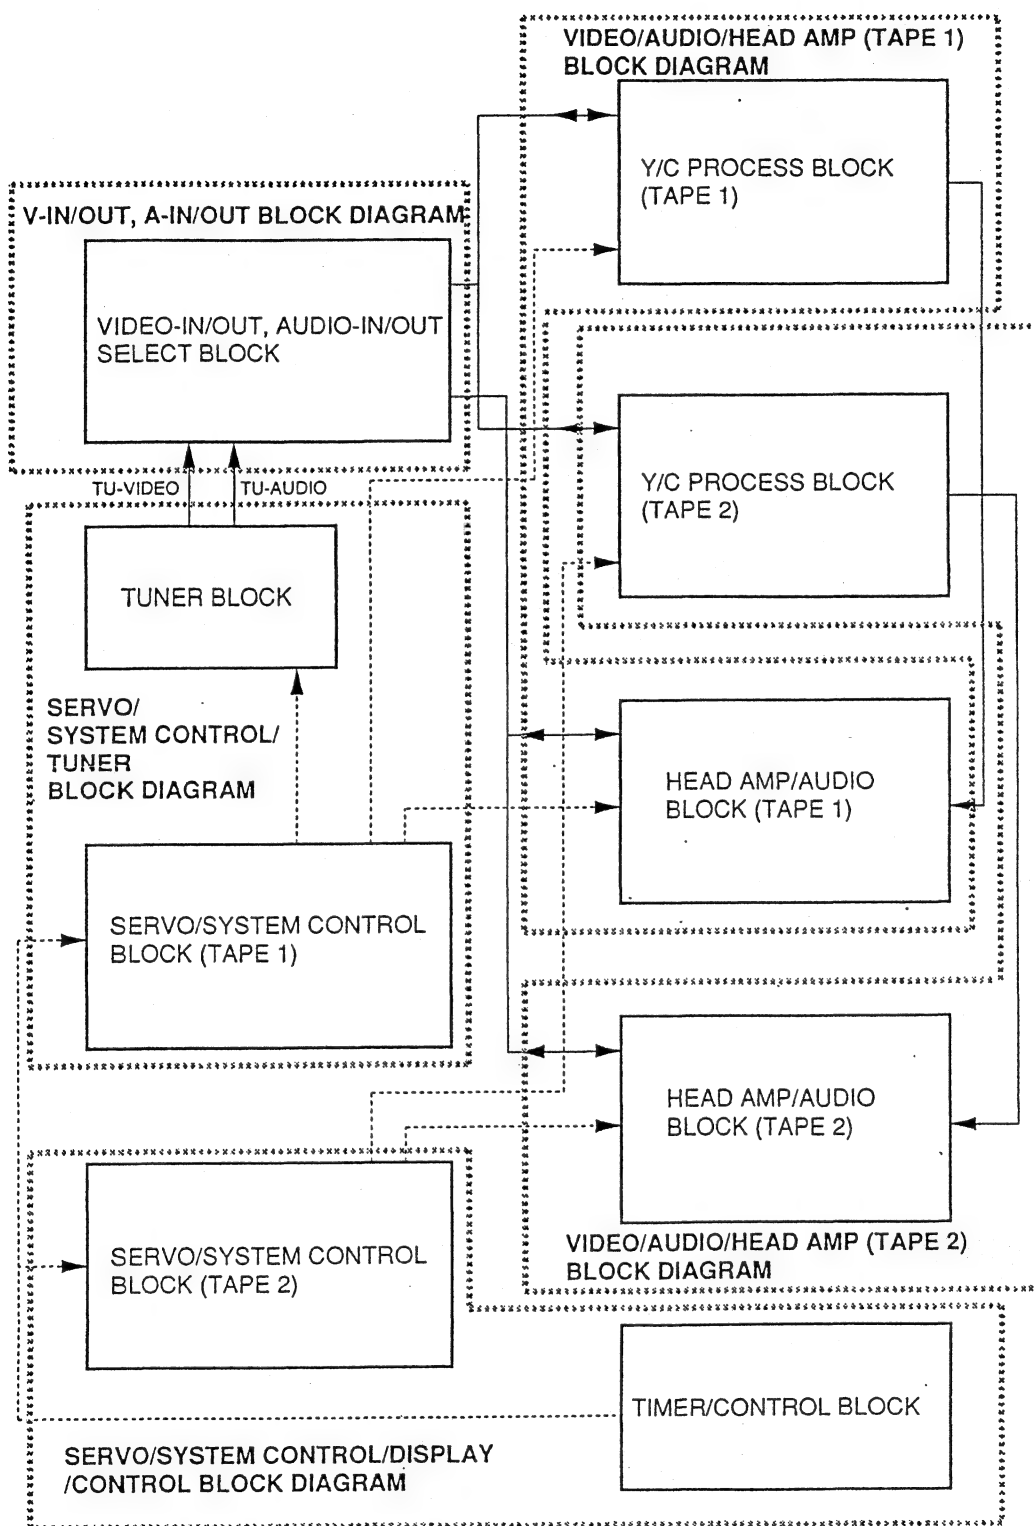 VIDEO/AUDIO/HEAD AMP (TAPE 1)
BLOCK DIAGRAM
Y/C PROCESS BLOCK
(TAPE 1)
V-IN/OUT, A-IN/OUT BLOCK DIAGRAM
VIDEO-IN/OUT, AUDIO-IN/OUT
SELECT BLOCK
Y/C PROCESS BLOCK
(TAPE 2)
TU-VIDEO
TU-AUDIO
TUNER BLOCK
SERVO/
SYSTEM CONTROL/
TUNER
BLOCK DIAGRAM
HEAD AMP/AUDIO
BLOCK (TAPE 1)
SERVO/SYSTEM CONTROL
BLOCK (TAPE 1)
HEAD AMP/AUDIO
BLOCK (TAPE 2)
SERVO/SYSTEM CONTROL
BLOCK (TAPE 2)
VIDEO/AUDIO/HEAD AMP (TAPE 2)
BLOCK DIAGRAM
TIMER/CONTROL BLOCK
SERVO/SYSTEM CONTROL/DISPLAY
/CONTROL BLOCK DIAGRAM